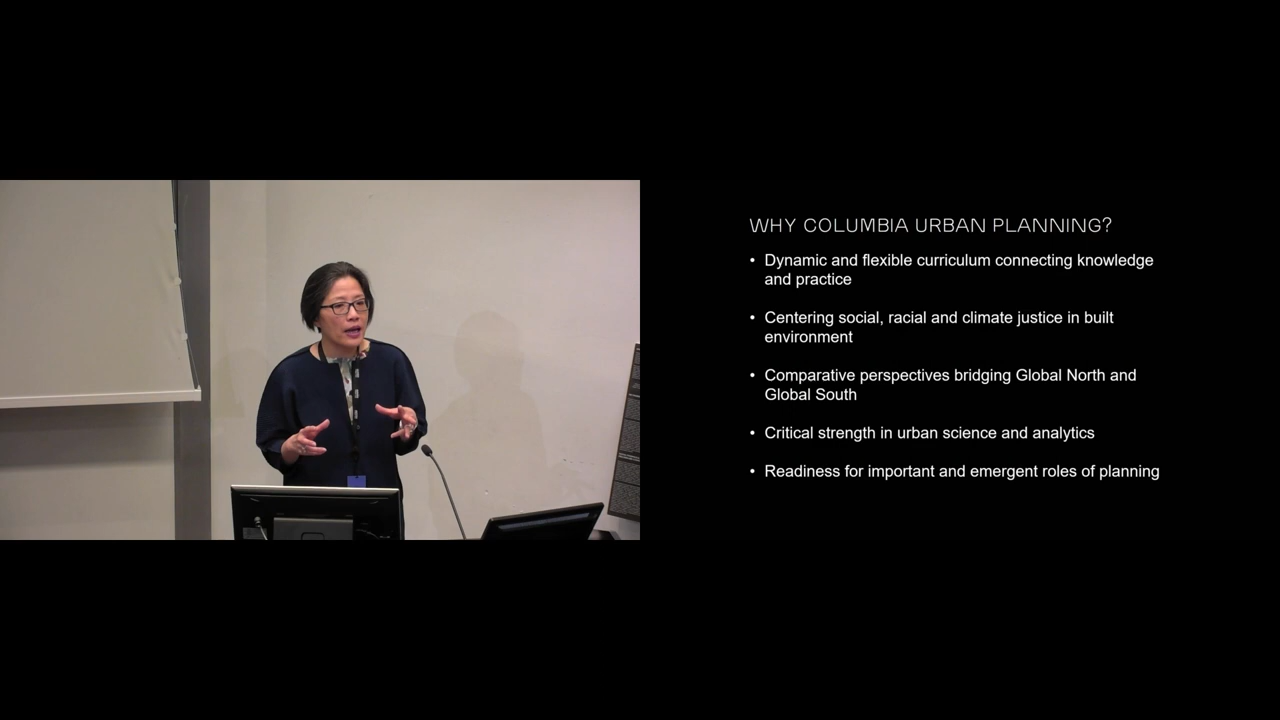 WHY COLUMBIA URBAN PLANNING?
• Dynamic and flexible curriculum connecting knowledge
and practice
• Centering social, racial and climate justice in built
environment
• Comparative perspectives bridging Global North and
Global South
• Critical strength in urban science and analytics
• Readiness for important and emergent roles of planning